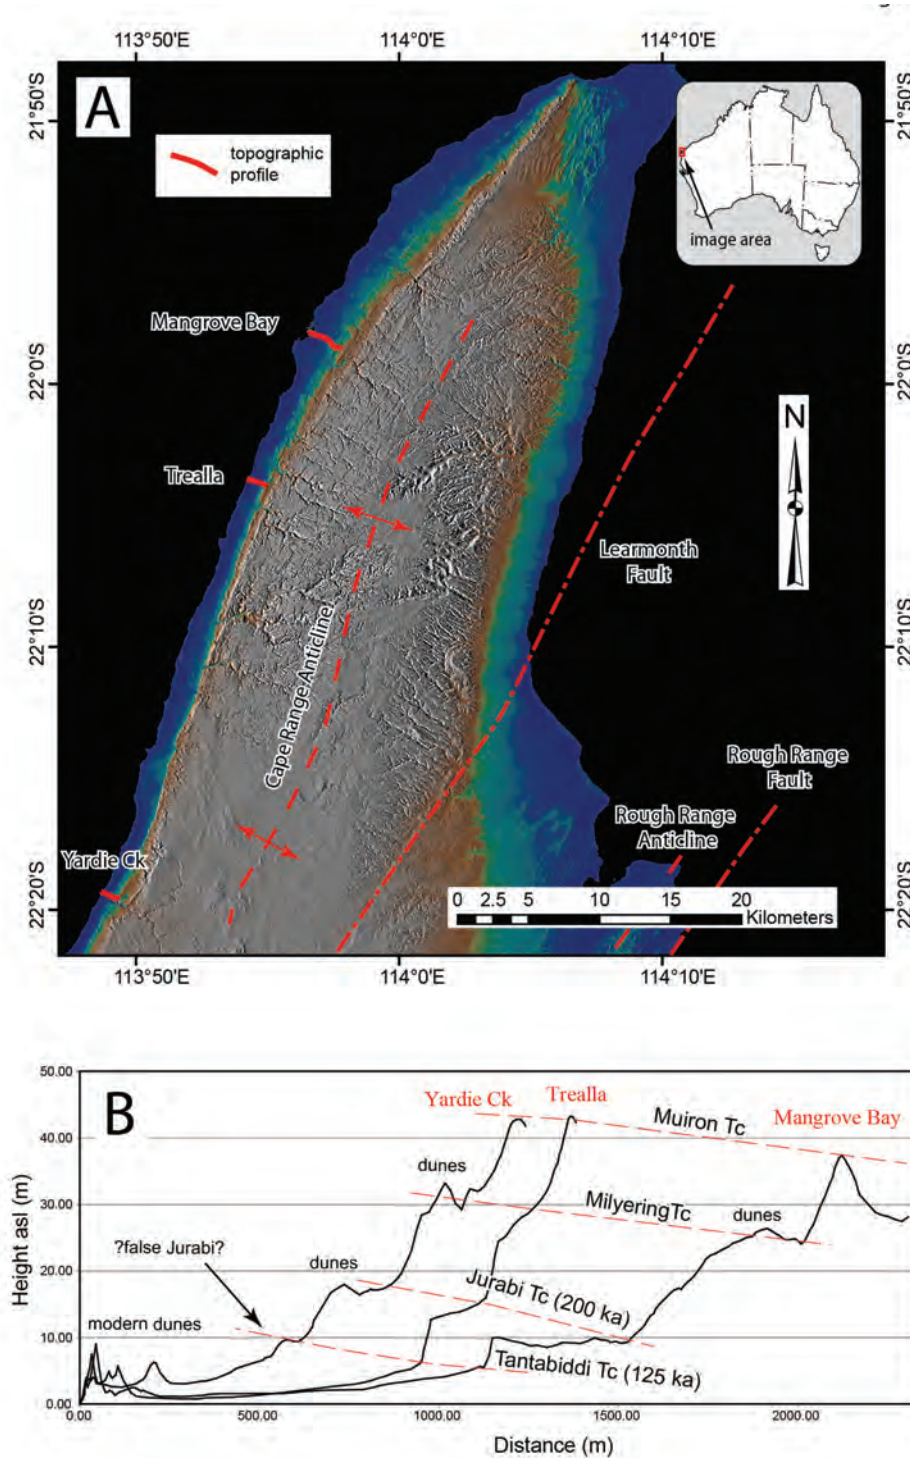 113°50'E 114°0'E 114°10'E
A
topographic
profile
image area
21°50'S 21°50'S
Mangrove Bay
22°0'S 22°0'S
N
Trealla
Learmonth
Fault
22°10'S 22°10'S
Cape Range Anticline
Rough Range
Fault
Rough Range
Anticline
Yardie Ck
22°20'S 22°20'S
0 2.5 5 10 15 20
Kilometers
113°50'E 114°0'E 114°10'E
B
50.00
40.00
30.00
20.00
10.00
0.00
Height asl (m)
Yardie Ck
Trealla
Muiron Tc
Mangrove Bay
dunes
Milyering Tc
dunes
?false Jurabi?
dunes
Jurabi Tc (200 ka)
modern dunes
Tantabiddi Tc (125 ka)
0.00 500.00 1000.00 1500.00 2000.00
Distance (m)